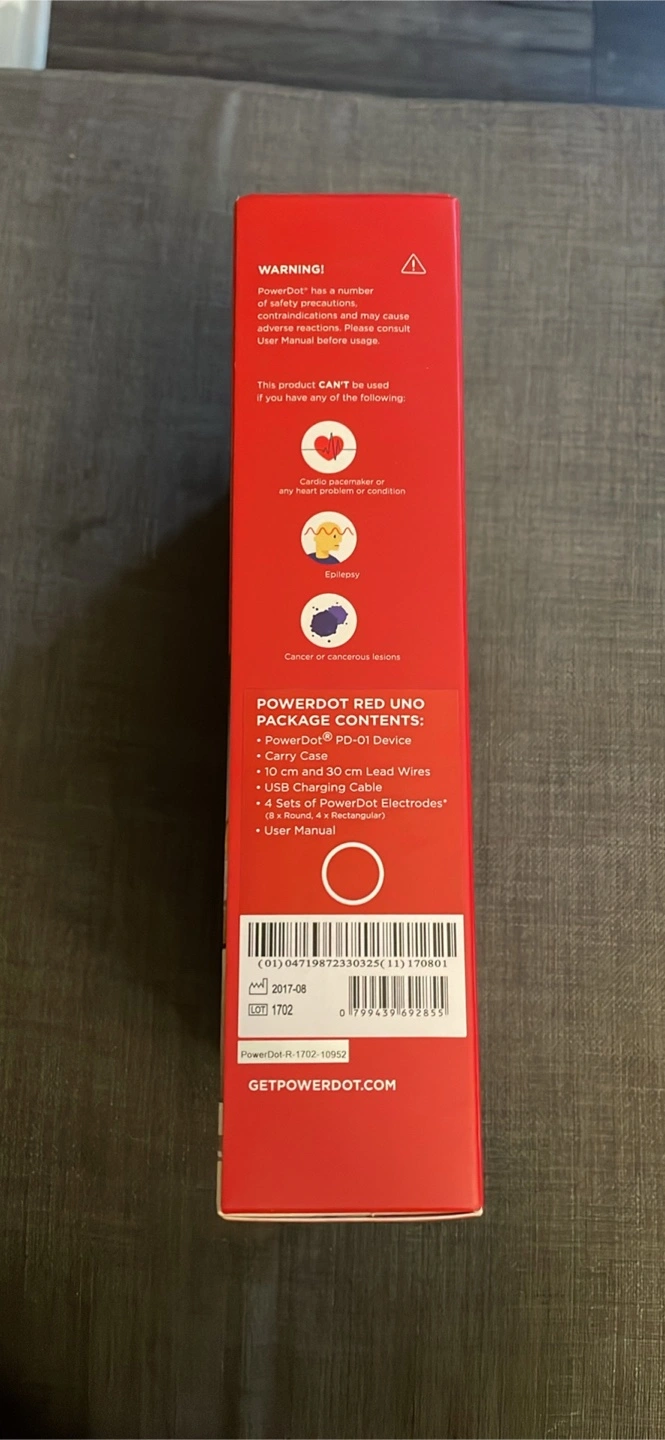 WARNING!
PowerDot® has a number
of safety precautions,
contraindications and may cause
adverse reactions. Please consult
User Manual before usage.
This product CAN'T be used
if you have any of the following:
Cardio pacemaker or
any heart problem or condition
Epilepsy
Cancer or cancerous lesions
POWERDOT RED UNO
PACKAGE CONTENTS:
• PowerDot® PD-01 Device
• Carry Case
• 10 cm and 30 cm Lead Wires
• USB Charging Cable
• 4 Sets of PowerDot Electrodes*
(8 x Round, 4 x Rectangular)
• User Manual
(01)04719872330325(11)170801
2017-08
LOT 1702
0 799439 692855
PowerDot-R-1702-10952
GETPOWERDOT.COM